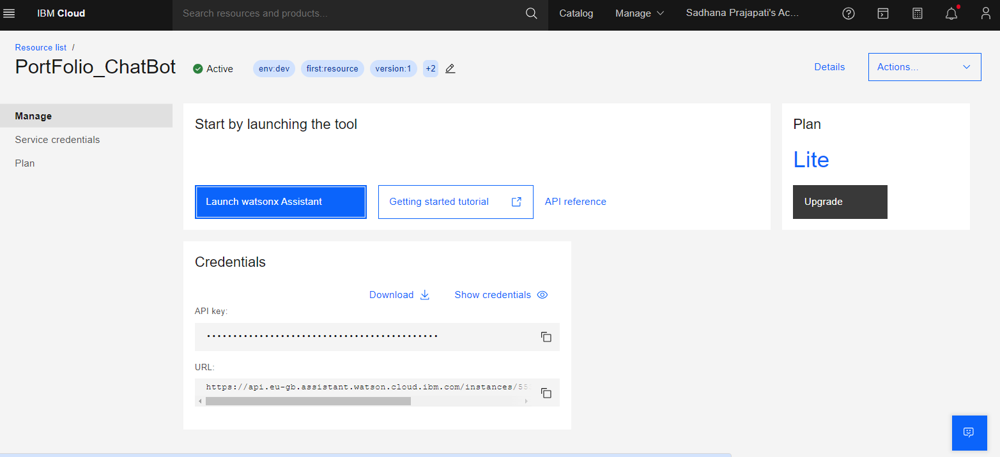 IBM Cloud
Search resources and products...
Catalog
Manage
Sadhana Prajapati's Ac...
Resource list /
PortFolio_ChatBot
Active
env:dev
first:resource
version:1
+2
Details
Actions...
Manage
Service credentials
Plan
Start by launching the tool
Launch watsonx Assistant
Getting started tutorial
API reference
Plan
Lite
Upgrade
Credentials
Download
Show credentials
API key:
••••••••••••••••••••••••••••••••••••••••••••
URL:
https://api.eu-gb.assistant.watson.cloud.ibm.com/instances/55